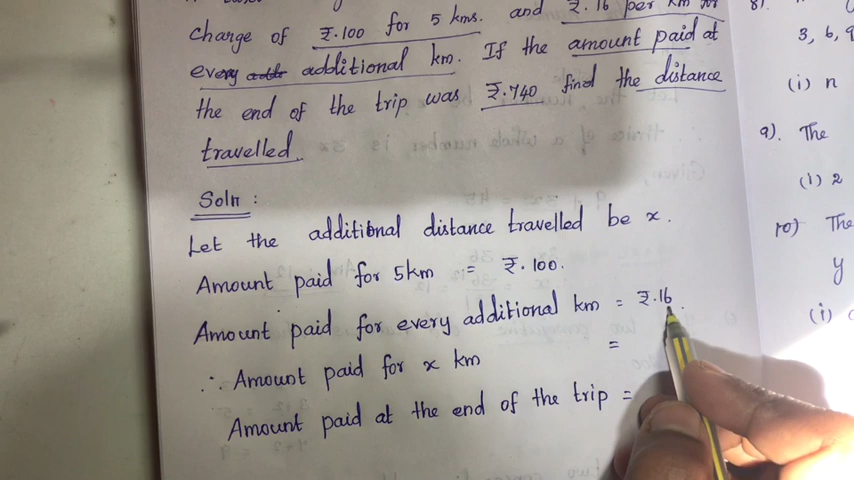 charge of ₹.100 for 5 kms. and ₹.16 per km for
every additional km. If the amount paid at
the end of the trip was ₹.740 find the distance
travelled.
Soln :
Let the additional distance travelled be x.
Amount paid for 5km = ₹.100.
Amount paid for every additional km = ₹.16.
∴ Amount paid for x km =
Amount paid at the end of the trip =
8).
3, 6, 9
(i) n
9). The
(i) 2
10) The
y
(i)